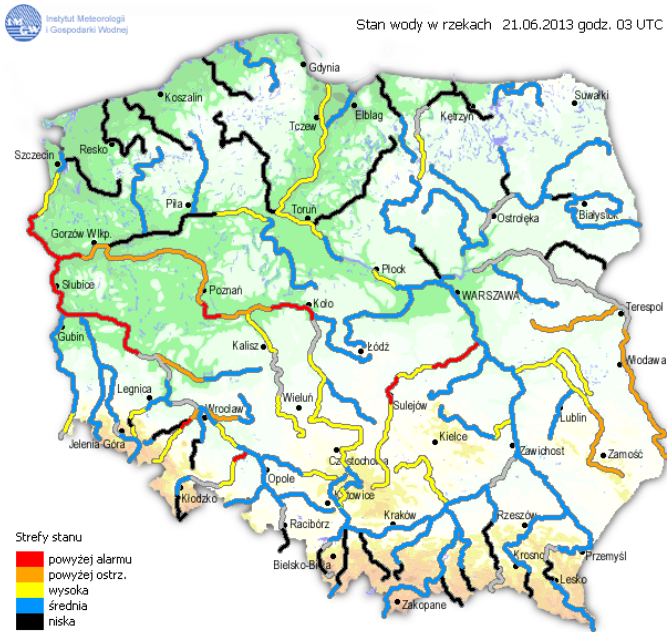 IMGW
Instytut Meteorologii
i Gospodarki Wodnej
Stan wody w rzekach 21.06.2013 godz. 03 UTC
Gdynia
Koszalin
Suwałki
Tczew
Elbląg
Kętrzyn
Resko
Szczecin
Piła
Toruń
Ostrołęka
Białystok
Gorzów Wlkp.
Płock
Słubice
Poznań
Koło
WARSZAWA
Terespol
Gubin
Kalisz
Łódź
Włodawa
Legnica
Wieluń
Sulejów
Wrocław
Lublin
Jelenia Góra
Kielce
Zawichost
Zamość
Częstochowa
Opole
Kłodzko
Katowice
Racibórz
Kraków
Rzeszów
Strefy stanu
Bielsko-Biała
Krosno
Przemyśl
powyżej alarmu
powyżej ostrz.
Lesko
wysoka
Zakopane
średnia
niska